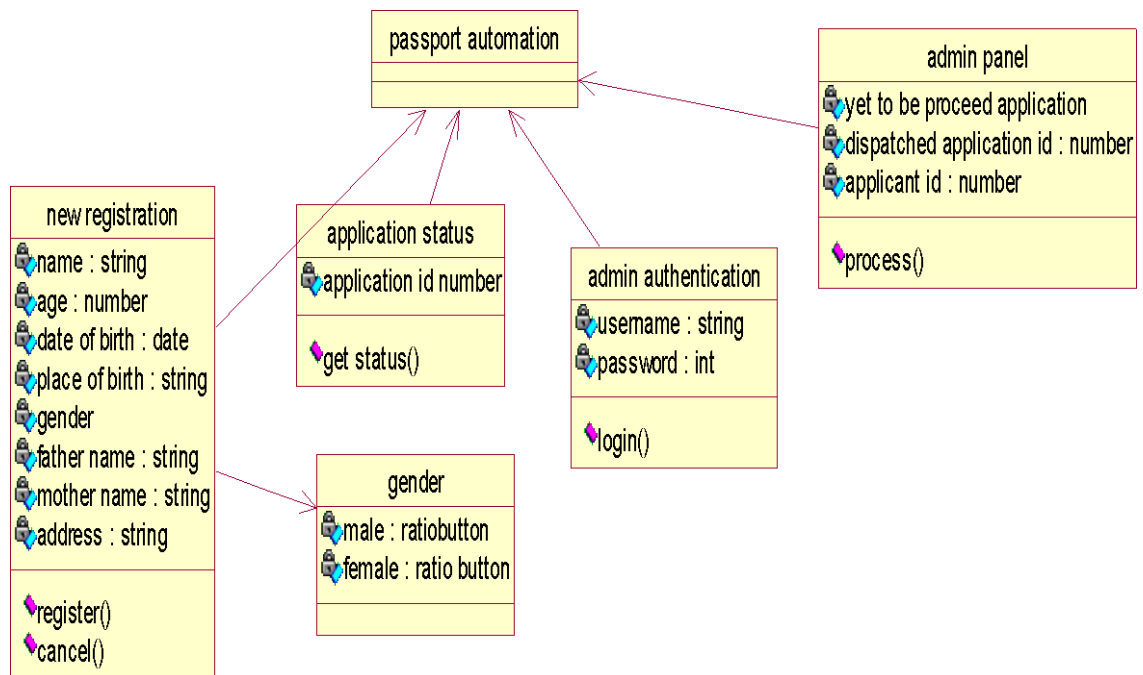 passport automation
admin panel
yet to be proceed application
dispatched application id : number
applicant id : number
process()
new registration
name : string
age : number
date of birth : date
place of birth : string
gender
father name : string
mother name : string
address : string
register()
cancel()
application status
application id number
get status()
admin authentication
username : string
password : int
login()
gender
male : ratiobutton
female : ratio button